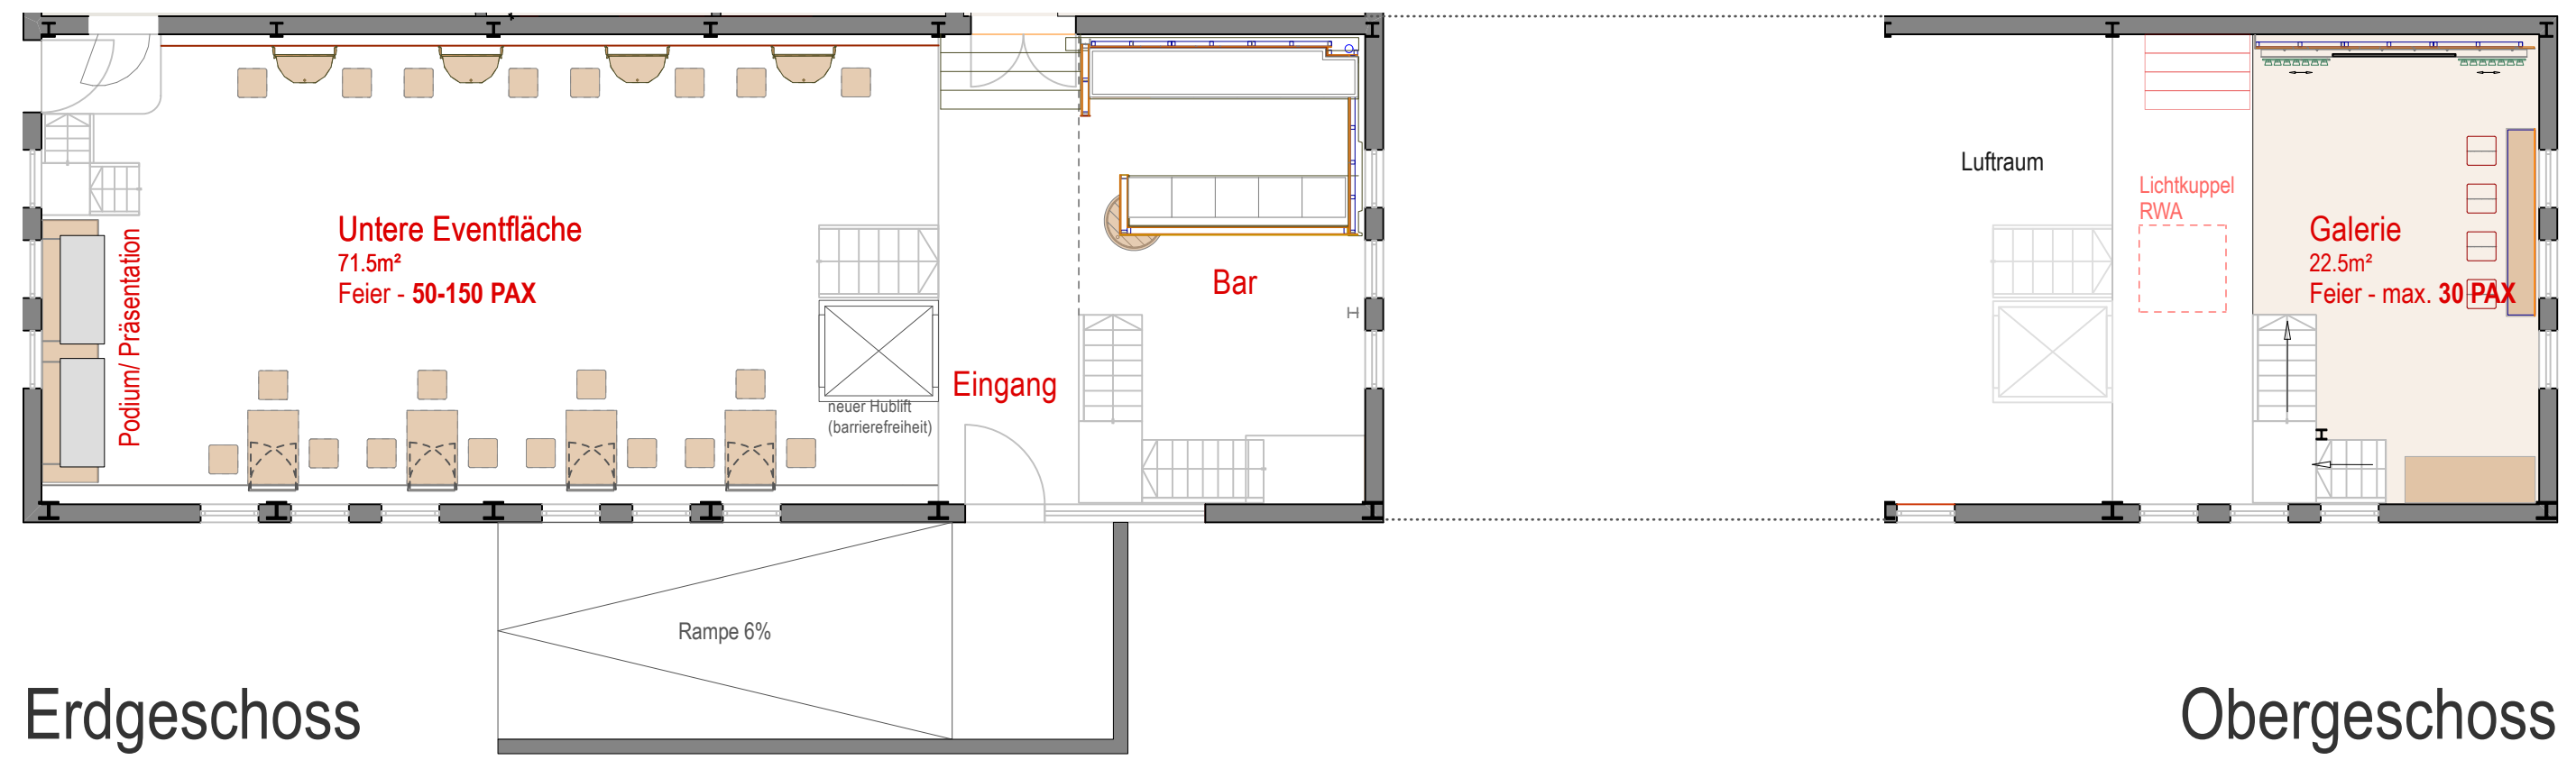 Untere Eventfläche
71.5m²
Feier - 50-150 PAX
Podium/ Präsentation
neuer Hublift
(barrierefreiheit)
Eingang
Bar
Rampe 6%
Erdgeschoss
Luftraum
Lichtkuppel
RWA
Galerie
22.5m²
Feier - max. 30 PAX
Obergeschoss